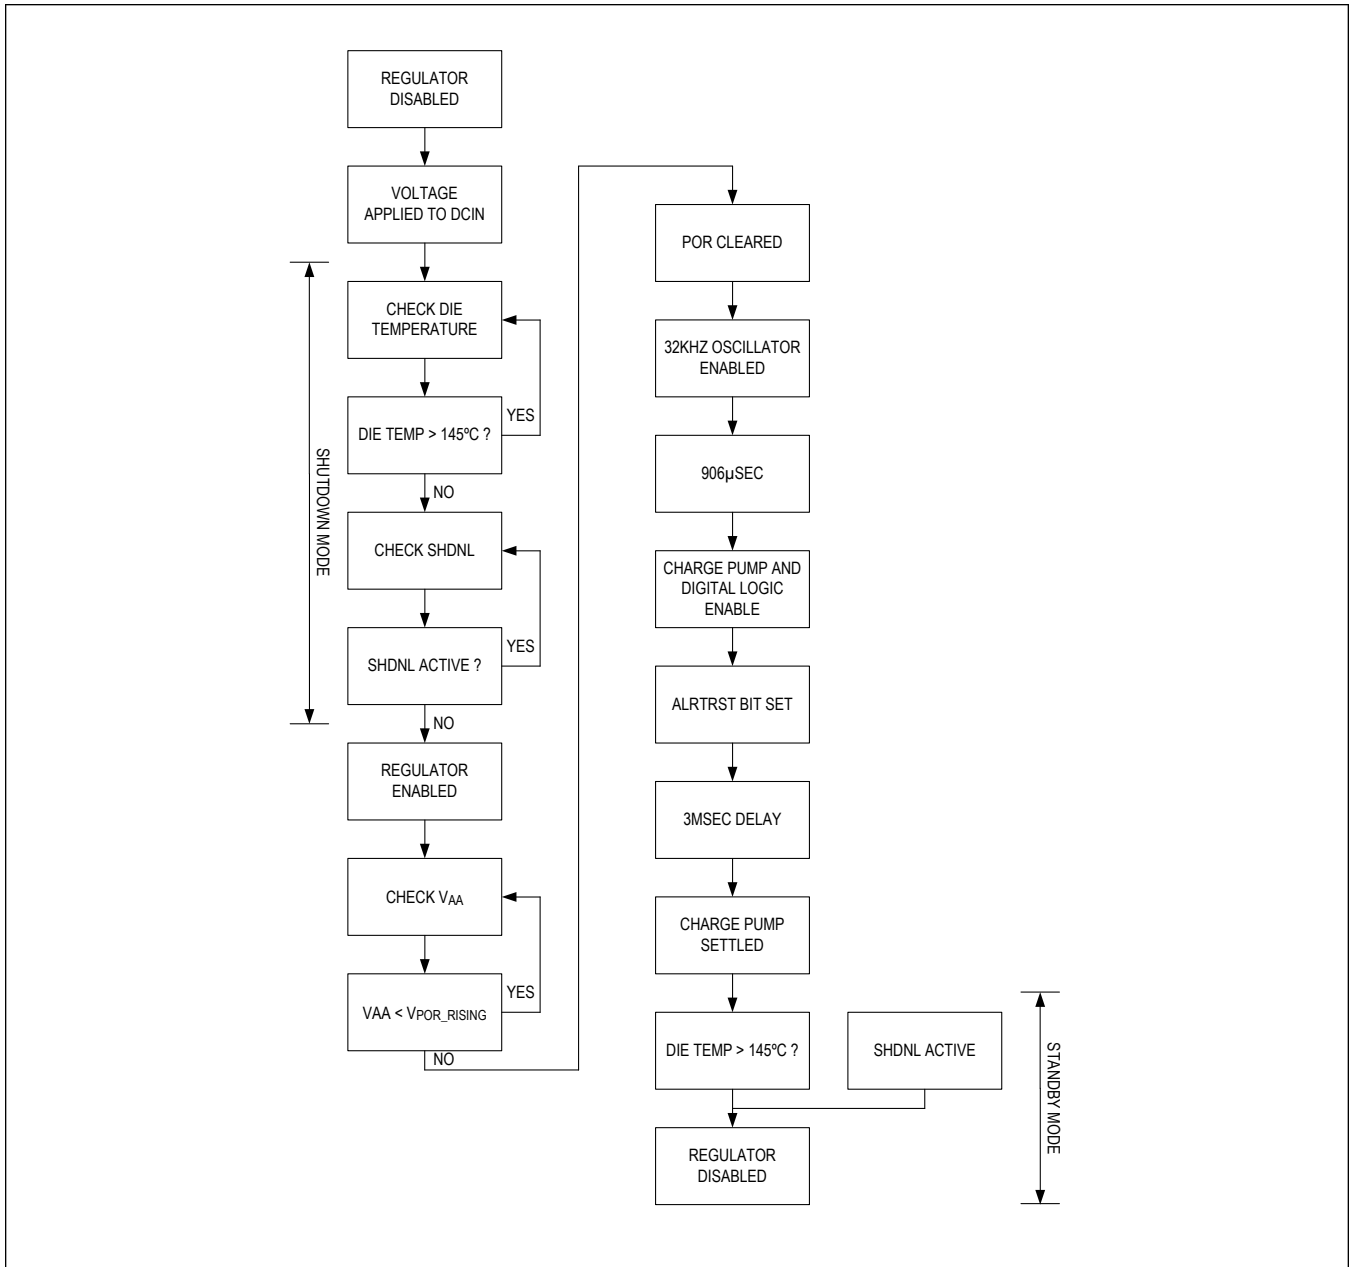 REGULATOR
DISABLED
VOLTAGE
APPLIED TO DCIN
CHECK DIE
TEMPERATURE
DIE TEMP > 145ºC ?
YES
NO
CHECK SHDNL
SHDNL ACTIVE ?
YES
NO
SHUTDOWN MODE
REGULATOR
ENABLED
CHECK VAA
VAA < VPOR_RISING
YES
NO
POR CLEARED
32KHZ OSCILLATOR
ENABLED
906µSEC
CHARGE PUMP AND
DIGITAL LOGIC
ENABLE
ALRTRST BIT SET
3MSEC DELAY
CHARGE PUMP
SETTLED
DIE TEMP > 145ºC ?
SHDNL ACTIVE
REGULATOR
DISABLED
STANDBY MODE